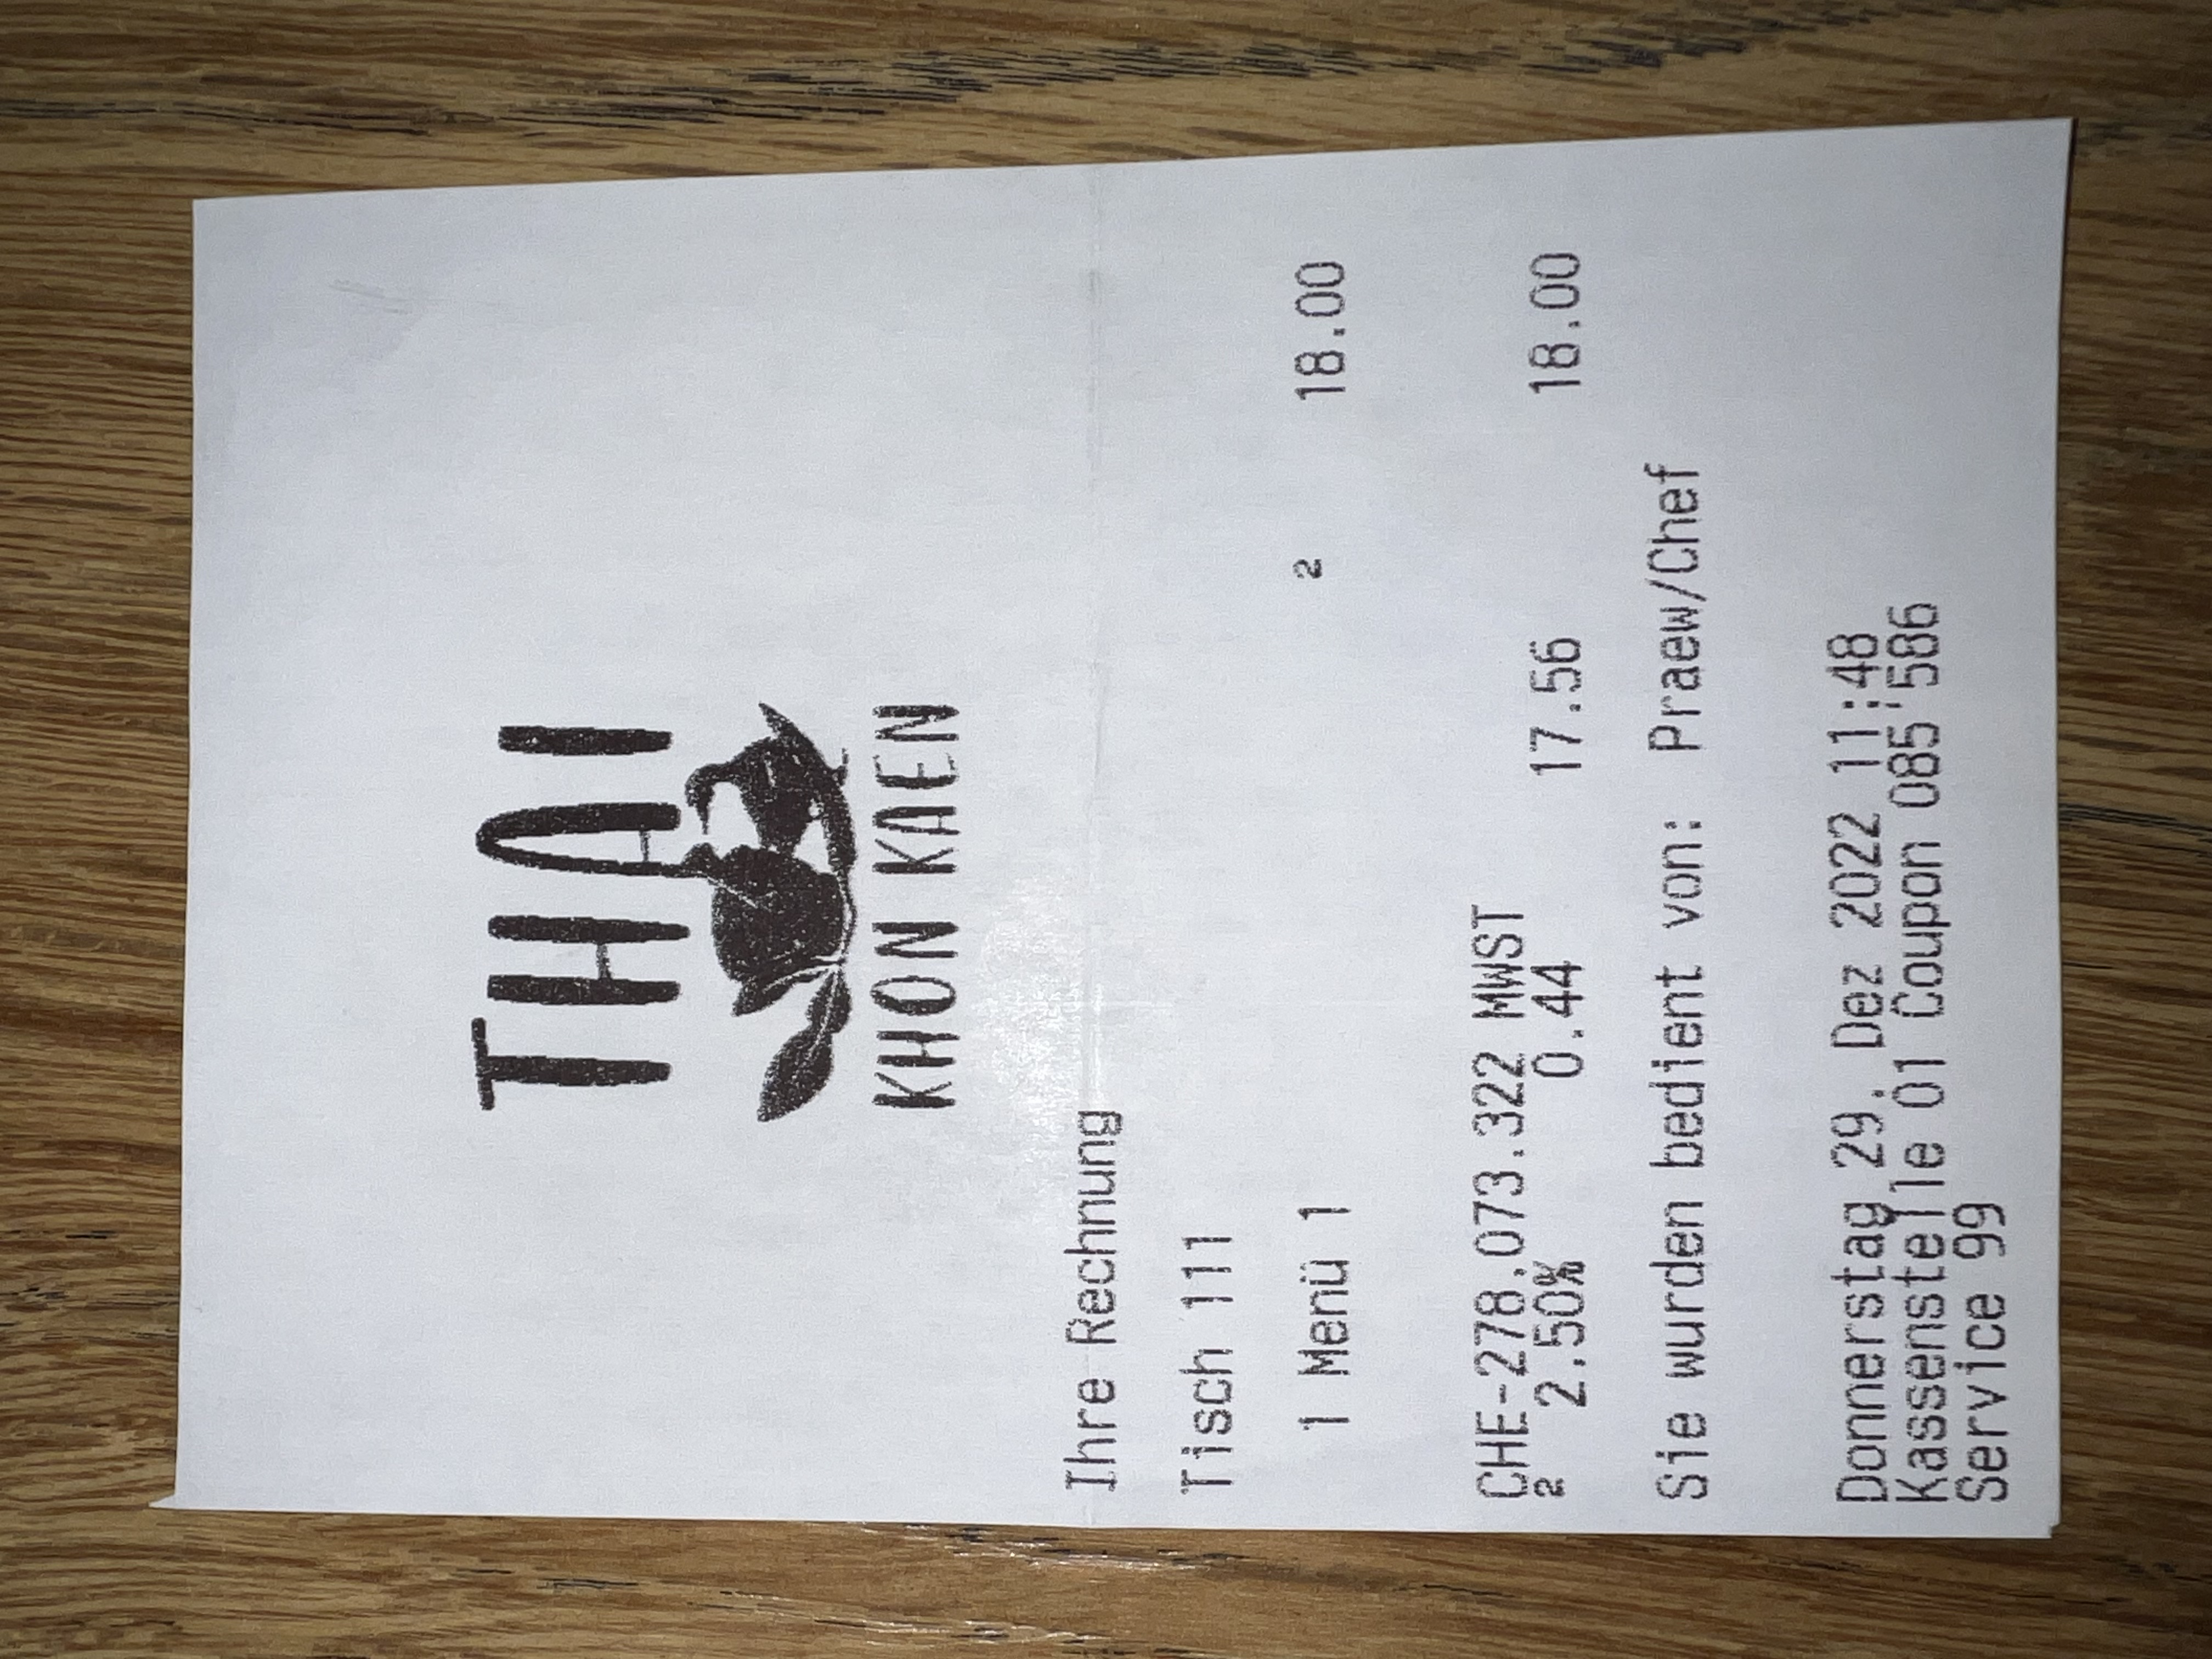 THAI
KHON KAEN
Ihre Rechnung
Tisch 111
1 Menü 1 ² 18.00
CHE-278.073.322 MWST
² 2.50% 0.44 17.56 18.00
Sie wurden bedient von: Praew/Chef
Donnerstag 29. Dez 2022 11:48
Kassenstelle 01 Coupon 085'586
Service 99